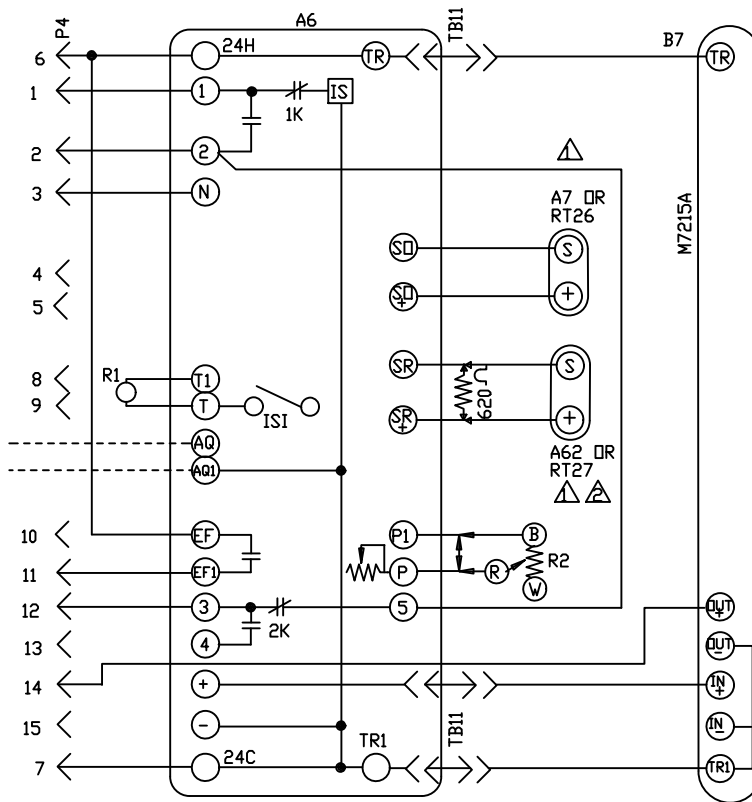 P4
A6
TB11
B7
6
24H
TR
TR
1
1
IS
1K
2
2
1
3
N
A7 OR
RT26
M7215A
SO
S
4
SO
+
+
5
8
R1
T1
SR
S
9
T
ISI
620
SR
+
+
AQ
A62 OR
RT27
AQ1
1
2
10
EF
P1
B
11
EF1
P
R
R2
W
12
3
5
OUT
+
2K
13
4
OUT
-
14
+
IN
+
15
-
TB11
IN
-
7
24C
TR1
TR1